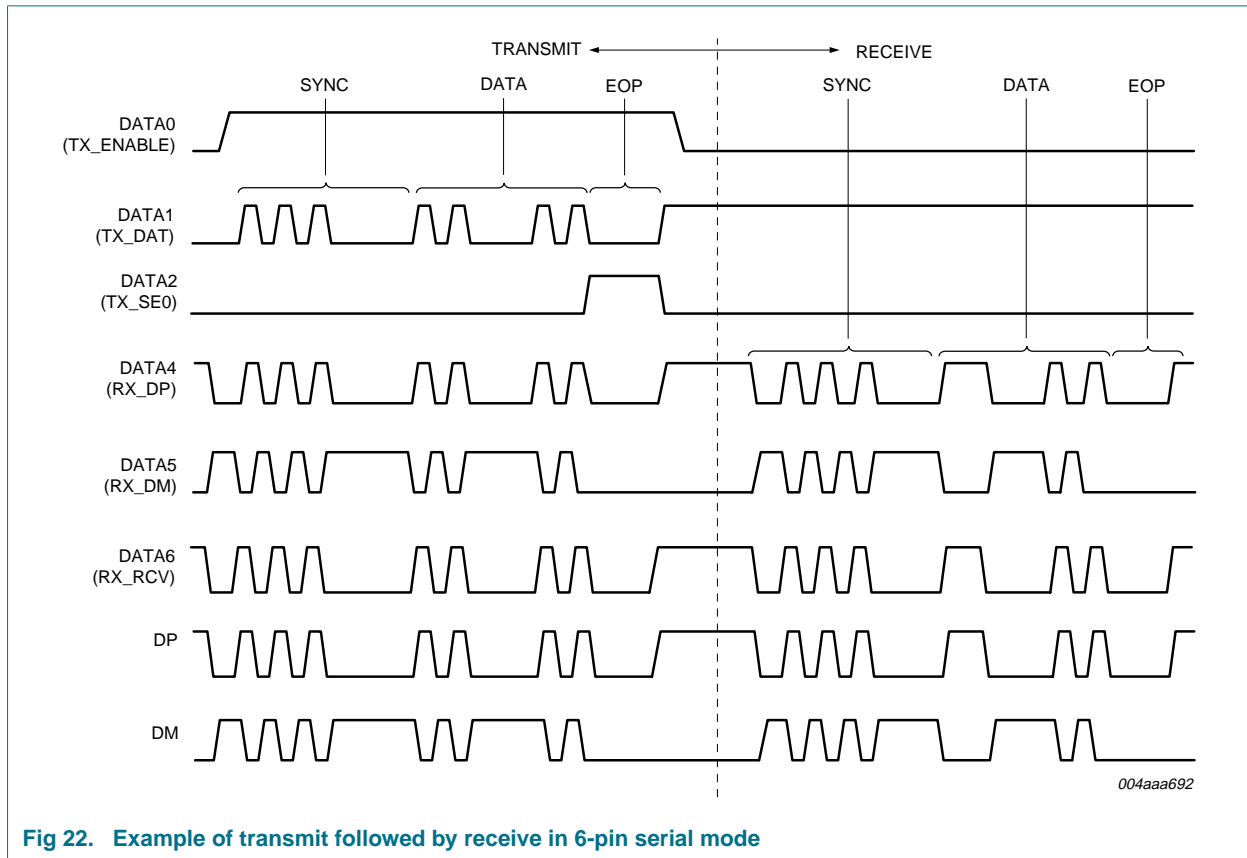 TRANSMIT RECEIVE
SYNC DATA EOP SYNC DATA EOP
DATA0
(TX_ENABLE)
DATA1
(TX_DAT)
DATA2
(TX_SE0)
DATA4
(RX_DP)
DATA5
(RX_DM)
DATA6
(RX_RCV)
DP
DM
004aaa692
Fig 22. Example of transmit followed by receive in 6-pin serial mode